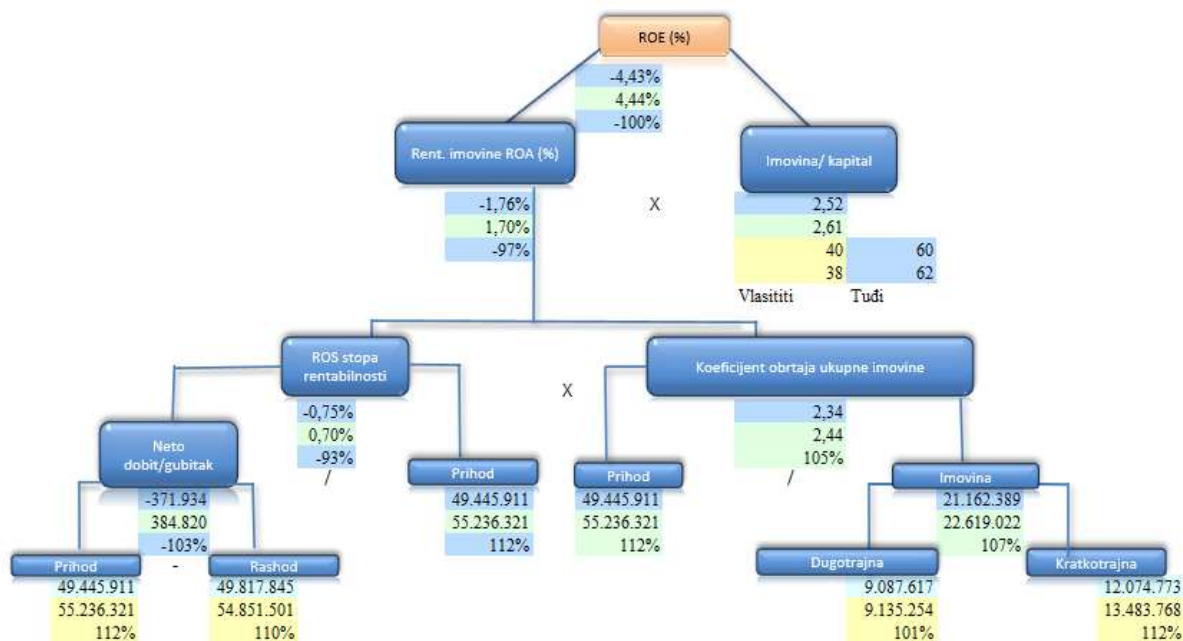 ROE (%)
-4,43%
4,44%
-100%
Rent. imovine ROA (%)
Imovina/ kapital
-1,76%
1,70%
-97%
X
2,52
2,61
40 60
38 62
Vlasititi Tuđi
ROS stopa
rentabilnosti
Koeficijent obrtaja ukupne imovine
-0,75%
0,70%
-93%
/
X
2,34
2,44
105%
/
Neto
dobit/gubitak
-371.934
384.820
-103%
-
Prihod
49.445.911
55.236.321
112%
Prihod
49.445.911
55.236.321
112%
Imovina
21.162.389
22.619.022
107%
Prihod
49.445.911
55.236.321
112%
Rashod
49.817.845
54.851.501
110%
Dugotrajna
9.087.617
9.135.254
101%
Kratkotrajna
12.074.773
13.483.768
112%